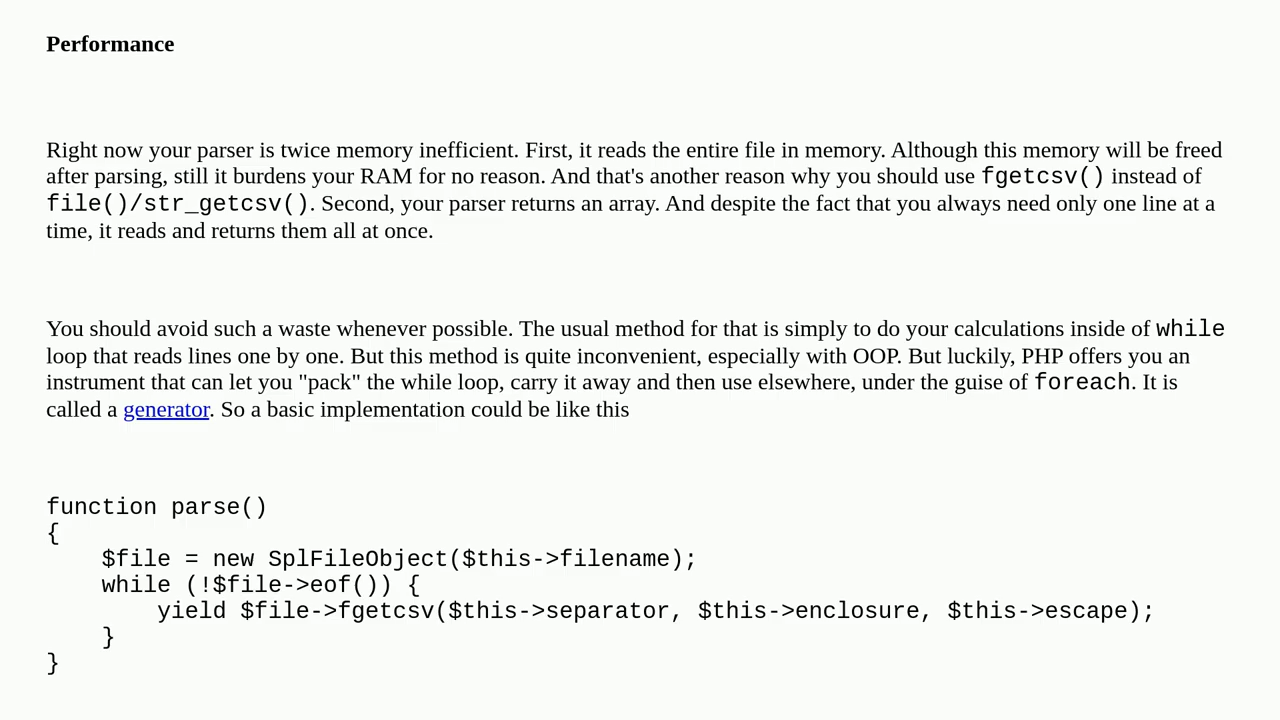 Performance
Right now your parser is twice memory inefficient. First, it reads the entire file in memory. Although this memory will be freed
after parsing, still it burdens your RAM for no reason. And that's another reason why you should use fgetcsv() instead of
file()/str_getcsv(). Second, your parser returns an array. And despite the fact that you always need only one line at a
time, it reads and returns them all at once.
You should avoid such a waste whenever possible. The usual method for that is simply to do your calculations inside of while
loop that reads lines one by one. But this method is quite inconvenient, especially with OOP. But luckily, PHP offers you an
instrument that can let you "pack" the while loop, carry it away and then use elsewhere, under the guise of foreach. It is
called a generator. So a basic implementation could be like this
function parse()
{
    $file = new SplFileObject($this->filename);
    while (!$file->eof()) {
        yield $file->fgetcsv($this->separator, $this->enclosure, $this->escape);
    }
}